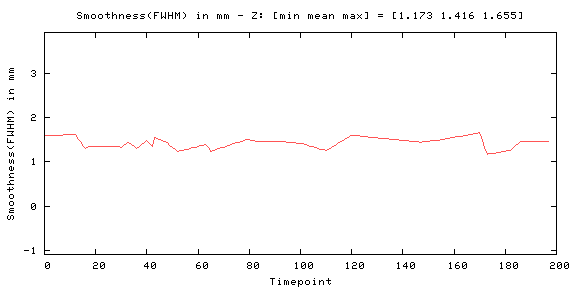 Smoothness(FWHM) in mm - Z: [min mean max] = [1.173 1.416 1.655]
Smoothness(FWHM) in mm
3
2
1
0
-1
0 20 40 60 80 100 120 140 160 180 200
Timepoint